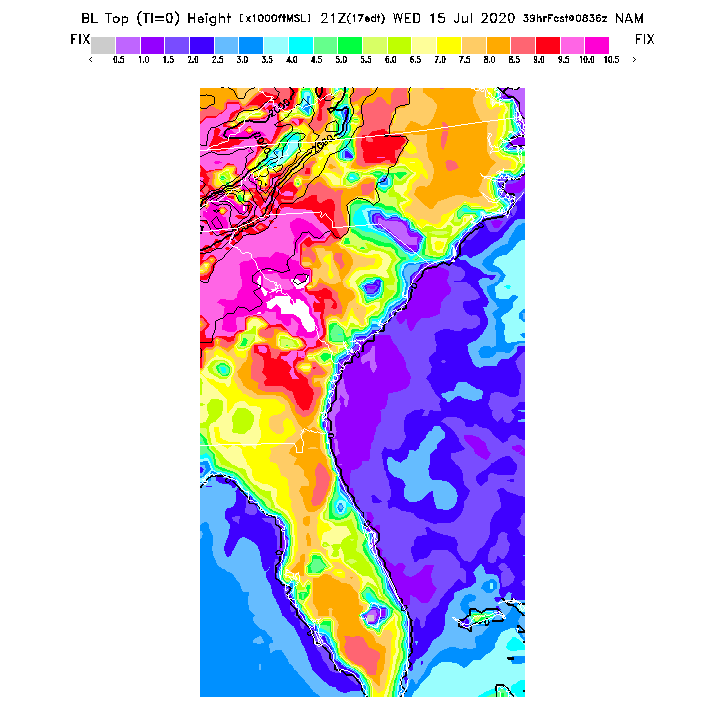 BL Top (TI=0) Height [x1000ftMSL] 21Z(17edt) WED 15 Jul 2020 39hrFcst@0836z NAM
FIX FIX
< 0.5 1.0 1.5 2.0 2.5 3.0 3.5 4.0 4.5 5.0 5.5 6.0 6.5 7.0 7.5 8.0 8.5 9.0 9.5 10.0 10.5 >
2000
2000